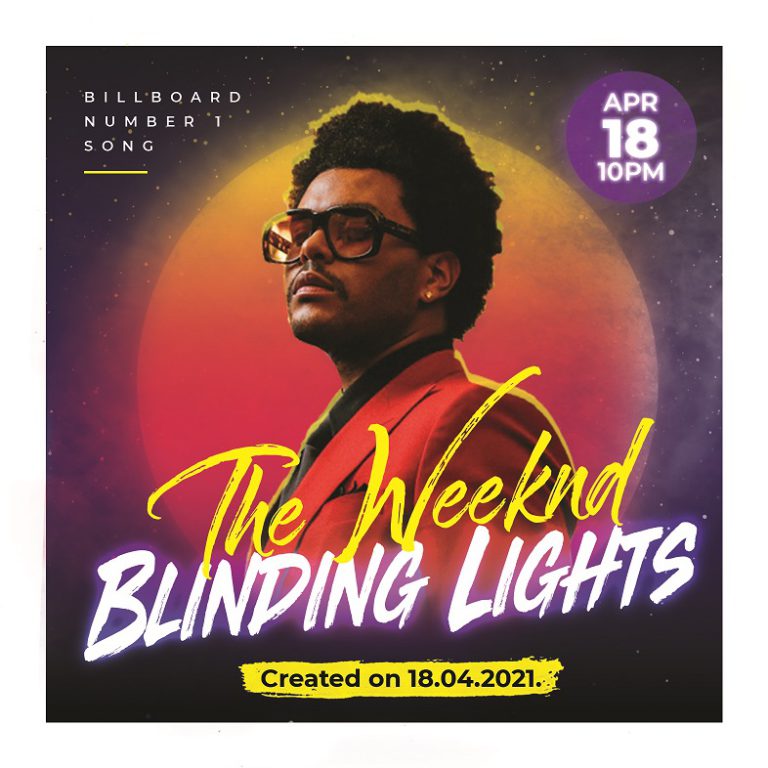 BILLBOARD
NUMBER 1
SONG
APR
18
10PM
The Weeknd
BLINDING LIGHTS
Created on 18.04.2021.